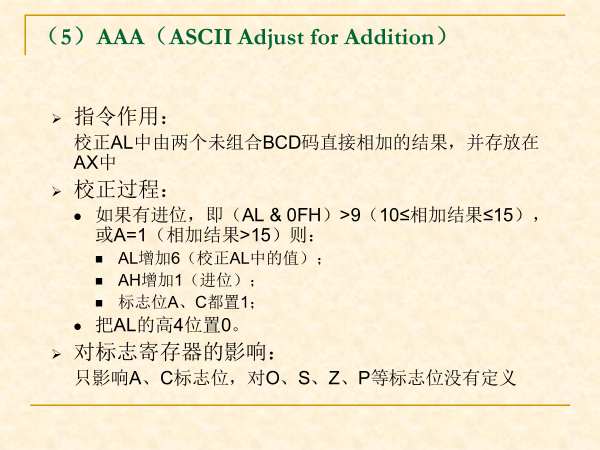 （5）AAA（ASCII Adjust for Addition）
指令作用：
校正AL中由两个未组合BCD码直接相加的结果，并存放在
AX中
校正过程：
如果有进位，即（AL & 0FH）>9（10≤相加结果≤15），
或A=1（相加结果>15）则：
AL增加6（校正AL中的值）；
AH增加1（进位）；
标志位A、C都置1；
把AL的高4位置0。
对标志寄存器的影响：
只影响A、C标志位，对O、S、Z、P等标志位没有定义